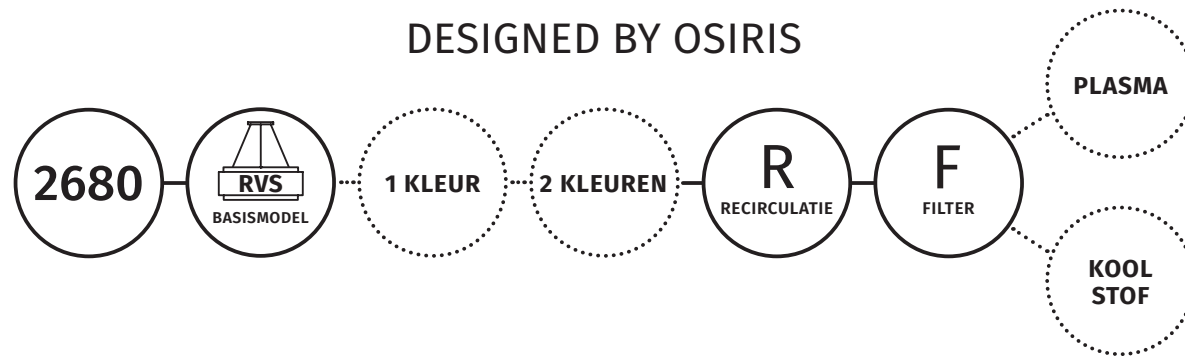 DESIGNED BY OSIRIS
2680
RVS
BASISMODEL
1 KLEUR
2 KLEUREN
R
RECIRCULATIE
F
FILTER
PLASMA
KOOL
STOF